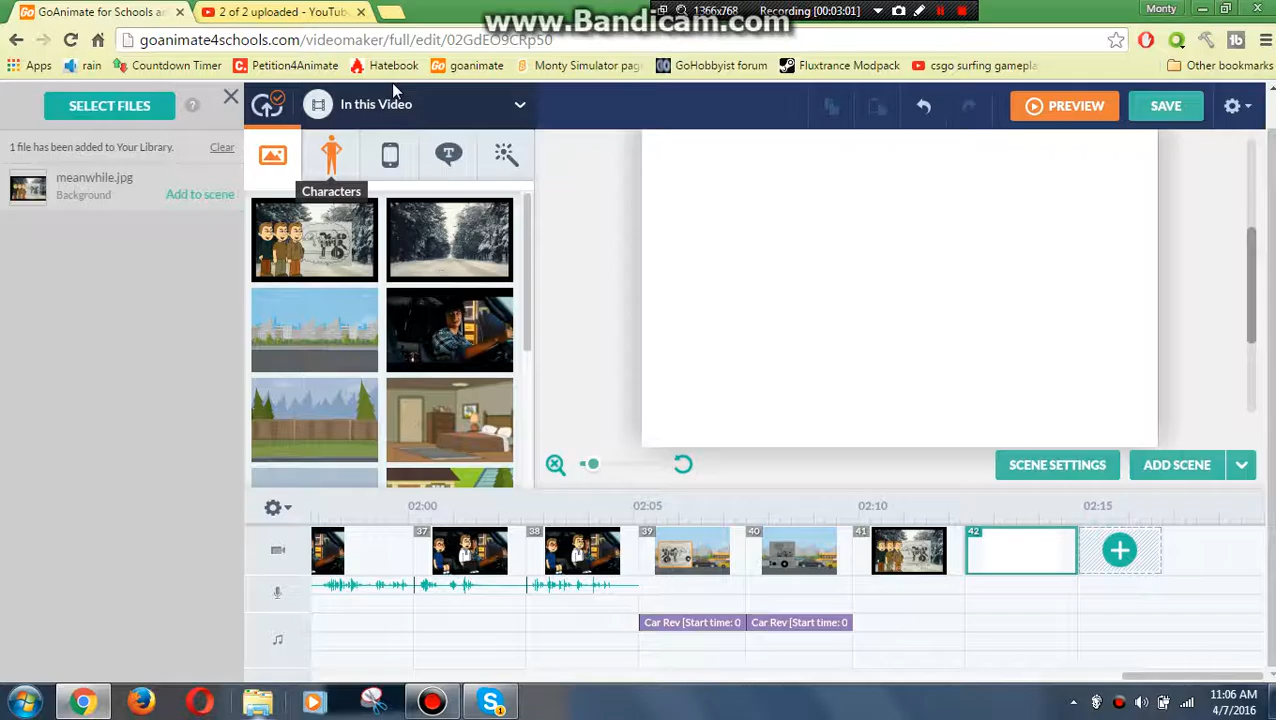 GoAnimate for Schools an
2 of 2 uploaded - YouTub
1366x768
Recording [00:03:01]
Monty
www.Bandicam.com
goanimate4schools.com/videomaker/full/edit/02GdEO9CRp50
Apps
rain
Countdown Timer
Petition4Animate
Hatebook
goanimate
Monty Simulator pag
GoHobbyist forum
Fluxtrance Modpack
csgo surfing gamepla
Other bookmarks
SELECT FILES
?
In this Video
PREVIEW
SAVE
1 file has been added to Your Library.
Clear
meanwhile.jpg
Background
Add to scene
Characters
SCENE SETTINGS
ADD SCENE
02:00
02:05
02:10
02:15
37
38
39
40
41
42
Car Rev [Start time: 0
Car Rev [Start time: 0
11:06 AM
4/7/2016